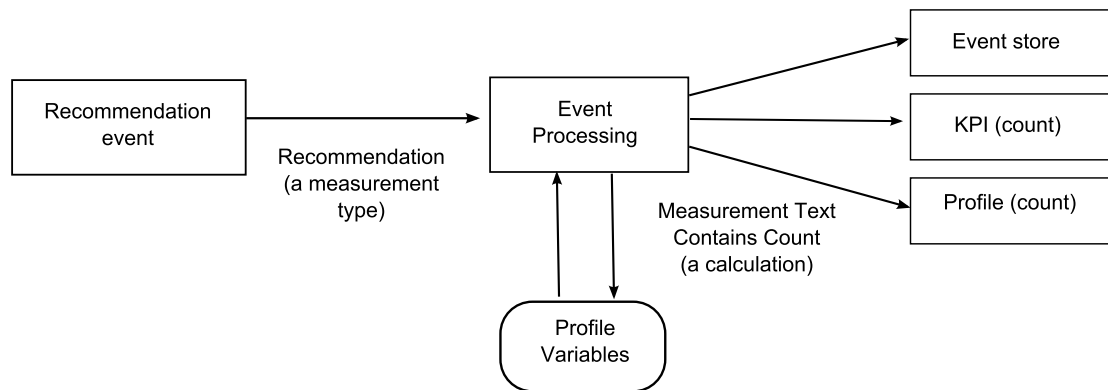 Recommendation
event
Recommendation
(a measurement
type)
Event
Processing
Profile
Variables
Measurement Text
Contains Count
(a calculation)
Event store
KPI (count)
Profile (count)